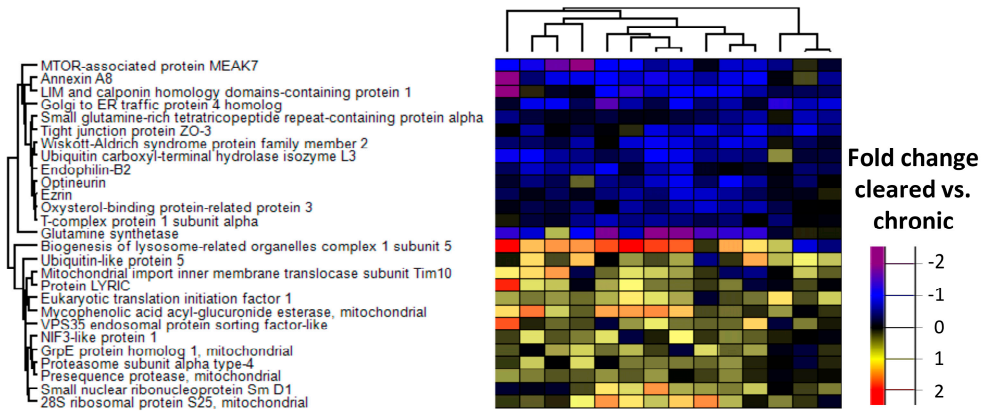 MTOR-associated protein MEAK7
Annexin A8
LIM and calponin homology domains-containing protein 1
Golgi to ER traffic protein 4 homolog
Small glutamine-rich tetratricopeptide repeat-containing protein alpha
Tight junction protein ZO-3
Wiskott-Aldrich syndrome protein family member 2
Ubiquitin carboxyl-terminal hydrolase isozyme L3
Endophilin-B2
Optineurin
Ezrin
Oxysterol-binding protein-related protein 3
T-complex protein 1 subunit alpha
Glutamine synthetase
Biogenesis of lysosome-related organelles complex 1 subunit 5
Ubiquitin-like protein 5
Mitochondrial import inner membrane translocase subunit Tim10
Protein LYRIC
Eukaryotic translation initiation factor 1
Mycophenolic acid acyl-glucuronide esterase, mitochondrial
VPS35 endosomal protein sorting factor-like
NIF3-like protein 1
GrpE protein homolog 1, mitochondrial
Proteasome subunit alpha type-4
Presequence protease, mitochondrial
Small nuclear ribonucleoprotein Sm D1
28S ribosomal protein S25, mitochondrial
Fold change
cleared vs.
chronic
-2
-1
0
1
2